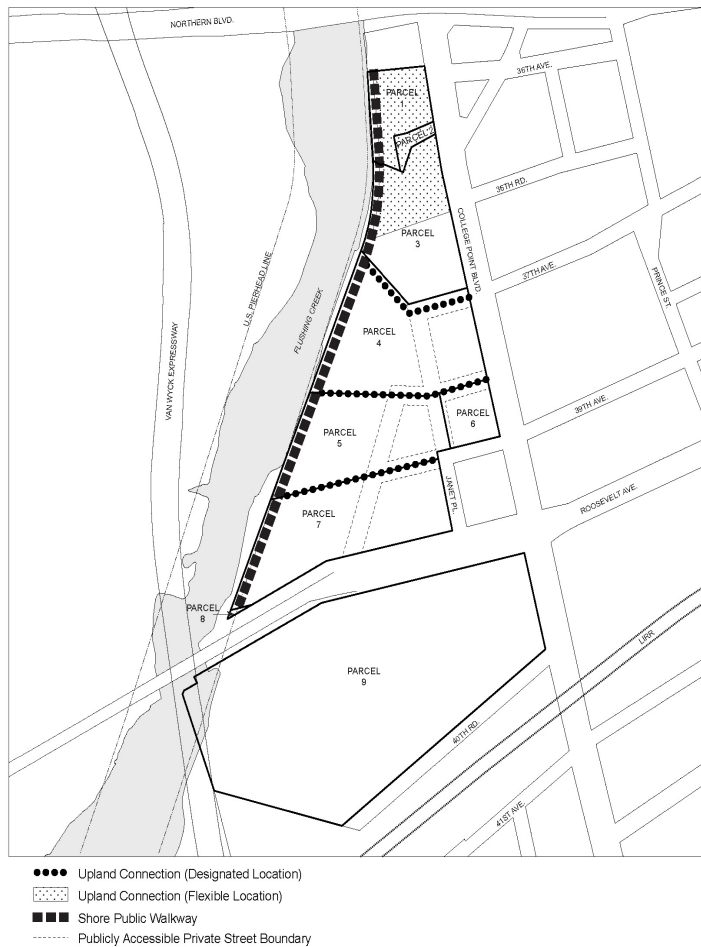 NORTHERN BLVD.
36TH AVE.
PARCEL
1
PARCEL 2
36TH RD.
COLLEGE POINT BLVD.
PARCEL
3
37TH AVE.
PRINCE ST.
U.S. PIERHEAD LINE
FLUSHING CREEK
VAN WYCK EXPRESSWAY
PARCEL
4
39TH AVE.
PARCEL
5
PARCEL
6
JANET PL.
ROOSEVELT AVE.
PARCEL
7
PARCEL
8
LIRR
PARCEL
9
40TH RD.
41ST AVE.
Upland Connection (Designated Location)
Upland Connection (Flexible Location)
Shore Public Walkway
Publicly Accessible Private Street Boundary